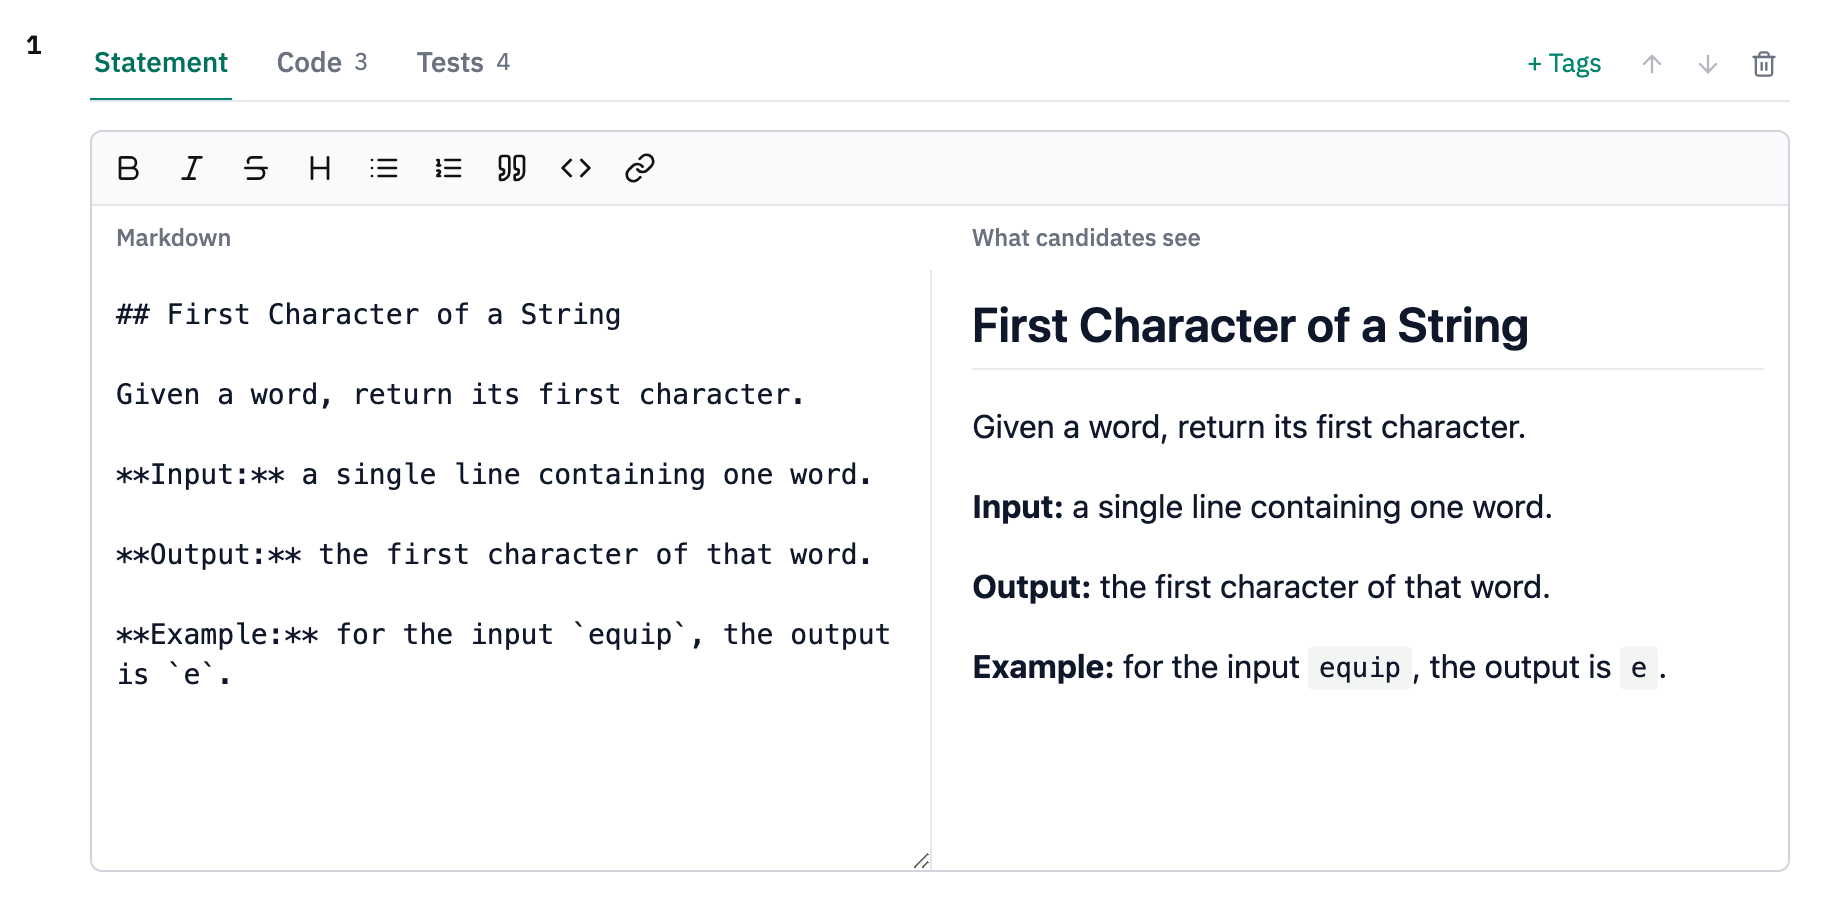 1
Statement Code 3 Tests 4 + Tags
Markdown
## First Character of a String
Given a word, return its first character.
**Input:** a single line containing one word.
**Output:** the first character of that word.
**Example:** for the input `equip`, the output
is `e`.
What candidates see
First Character of a String
Given a word, return its first character.
Input: a single line containing one word.
Output: the first character of that word.
Example: for the input equip, the output is e.